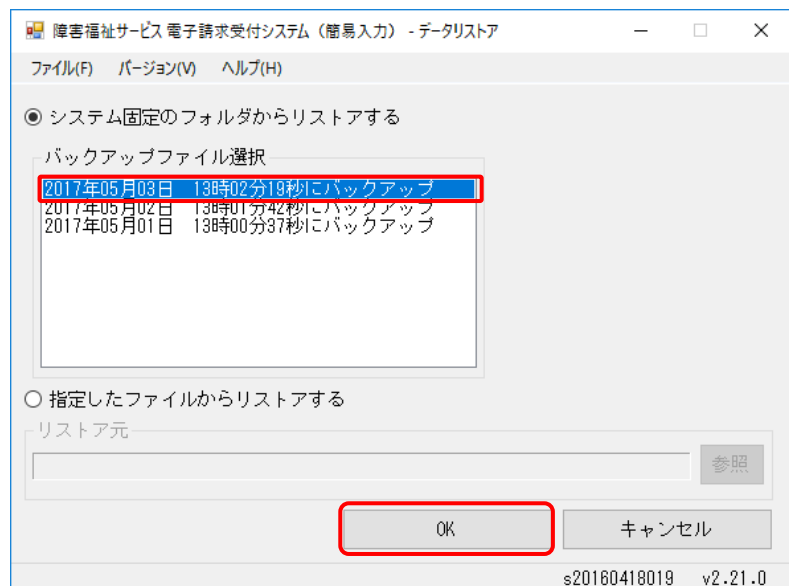 障害福祉サービス 電子請求受付システム（簡易入力） - データリストア
ファイル(F) バージョン(V) ヘルプ(H)
システム固定のフォルダからリストアする
バックアップファイル選択
2017年05月03日 13時02分19秒にバックアップ
2017年05月02日 13時01分42秒にバックアップ
2017年05月01日 13時00分37秒にバックアップ
指定したファイルからリストアする
リストア元
参照
OK キャンセル
s20160418019 v2.21.0